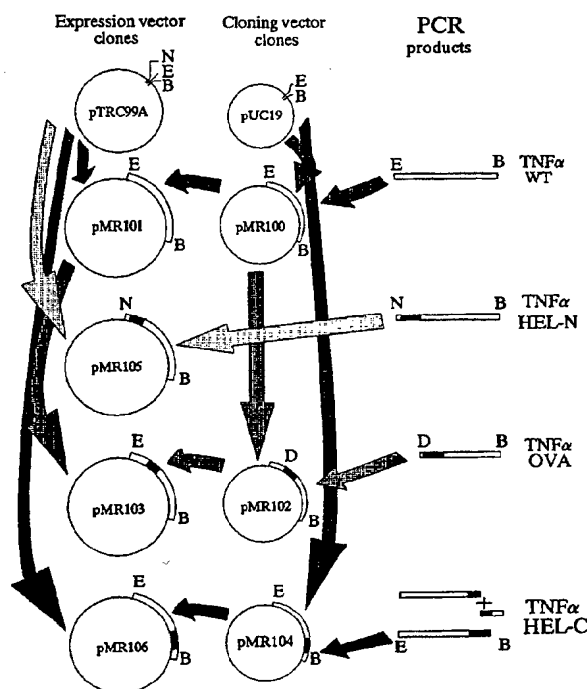 Expression vector
clones
Cloning vector
clones
PCR
products
N
E
B
pTRC99A
E
B
pUC19
E
B
pMR101
E
B
pMR100
E
B
TNFα
WT
N
B
pMR105
N
B
TNFα
HEL-N
E
B
pMR103
D
B
pMR102
D
B
TNFα
OVA
E
B
pMR106
E
B
pMR104
+
E
B
TNFα
HEL-C